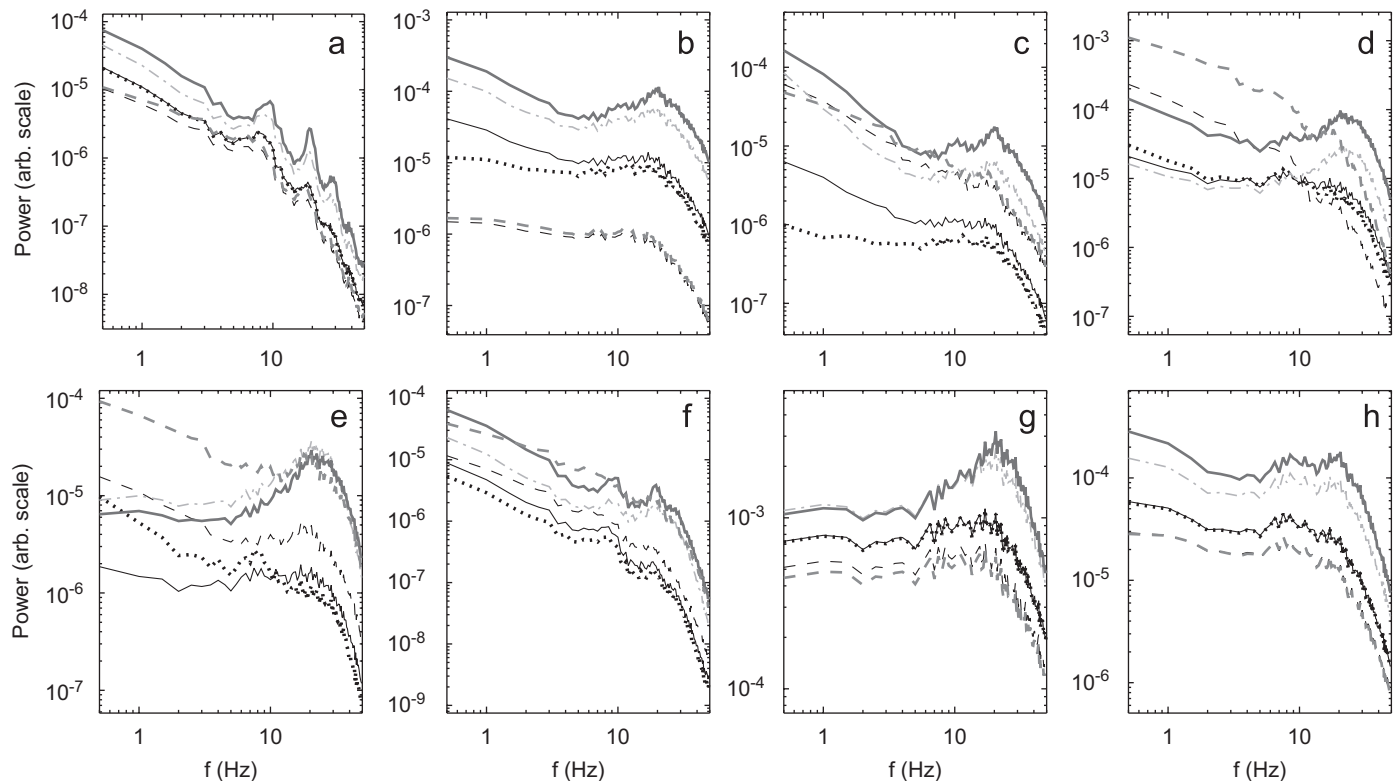 a b c d
Power (arb. scale)
10⁻⁴ 10⁻⁵ 10⁻⁶ 10⁻⁷ 10⁻⁸
10⁻⁴ 10⁻⁵ 10⁻⁶ 10⁻⁷
10⁻⁴ 10⁻⁵ 10⁻⁶ 10⁻⁷
10⁻³ 10⁻⁴ 10⁻⁵ 10⁻⁶ 10⁻⁷
1 10 1 10 1 10 1 10
e f g h
Power (arb. scale)
10⁻⁴ 10⁻⁵ 10⁻⁶ 10⁻⁷
10⁻⁴ 10⁻⁵ 10⁻⁶ 10⁻⁷ 10⁻⁸ 10⁻⁹
10⁻³ 10⁻⁴
10⁻⁴ 10⁻⁵ 10⁻⁶
1 10 1 10 1 10 1 10
f (Hz) f (Hz) f (Hz) f (Hz)